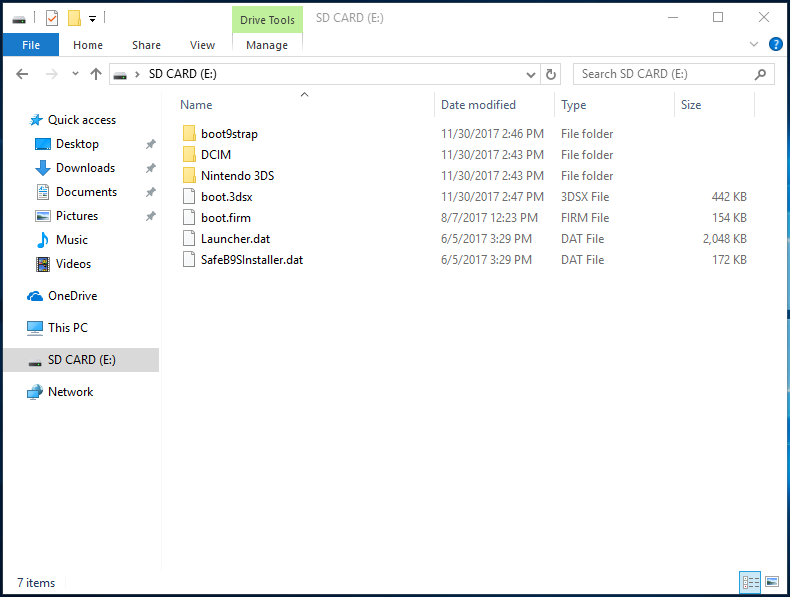 Drive Tools SD CARD (E:)
File Home Share View Manage
SD CARD (E:) Search SD CARD (E:)
Name Date modified Type Size
Quick access
Desktop
Downloads
Documents
Pictures
Music
Videos
OneDrive
This PC
SD CARD (E:)
Network
boot9strap 11/30/2017 2:46 PM File folder
DCIM 11/30/2017 2:43 PM File folder
Nintendo 3DS 11/30/2017 2:43 PM File folder
boot.3dsx 11/30/2017 2:47 PM 3DSX File 442 KB
boot.firm 8/7/2017 12:23 PM FIRM File 154 KB
Launcher.dat 6/5/2017 3:29 PM DAT File 2,048 KB
SafeB9SInstaller.dat 6/5/2017 3:29 PM DAT File 172 KB
7 items